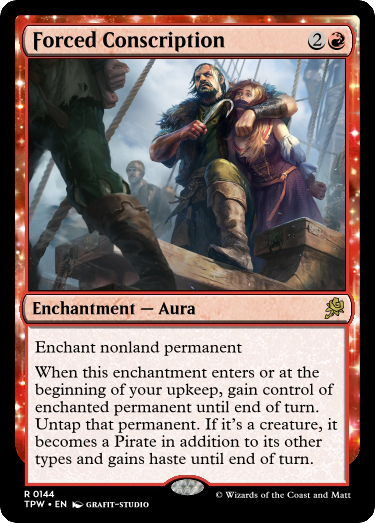 Forced Conscription 2
Enchantment — Aura
Enchant nonland permanent
When this enchantment enters or at the
beginning of your upkeep, gain control of
enchanted permanent until end of turn.
Untap that permanent. If it's a creature, it
becomes a Pirate in addition to its other
types and gains haste until end of turn.
R 0144
TPW • EN GRAFIT-STUDIO
© Wizards of the Coast and Matt